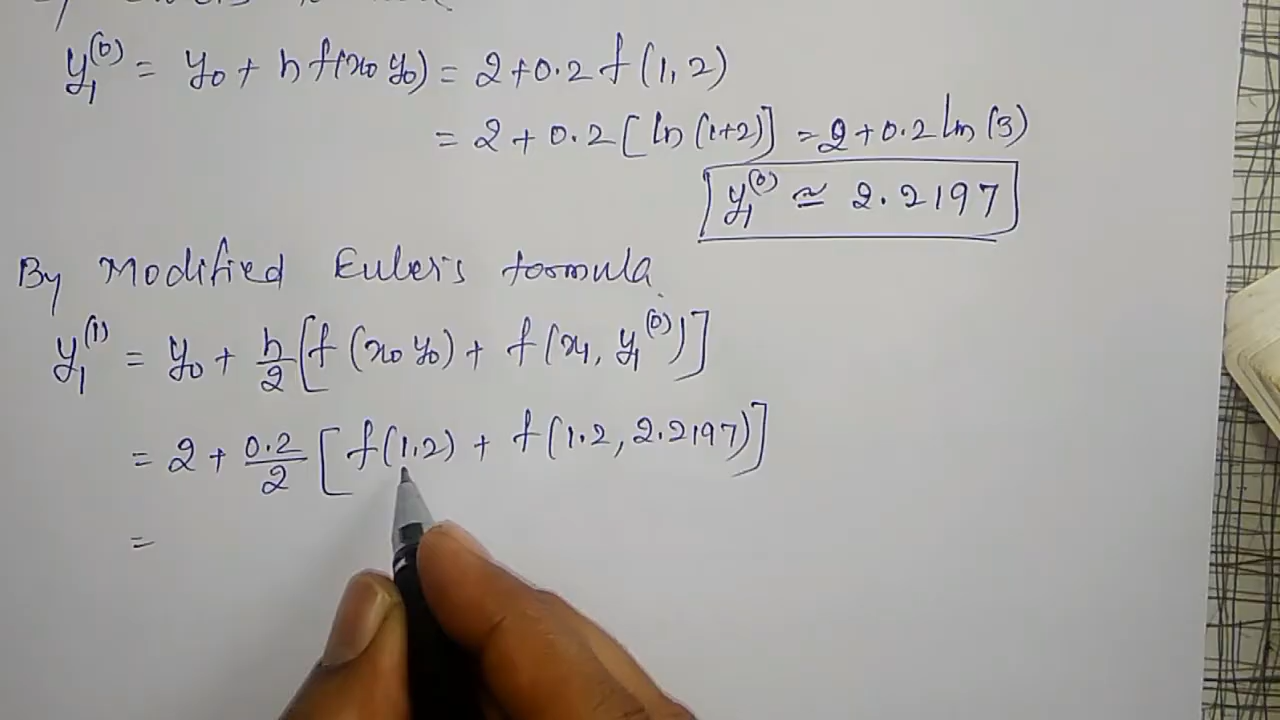 y₁⁽⁰⁾ = y₀ + h f(x₀ y₀) = 2 + 0.2 f (1, 2)
= 2 + 0.2 [ln (1+2)] = 2 + 0.2 ln (3)
y₁⁽⁰⁾ ≃ 2.2197
By Modified Euler's formula
y₁⁽¹⁾ = y₀ + h/2 [f (x₀ y₀) + f (x₁, y₁⁽⁰⁾)]
= 2 + 0.2/2 [f(1,2) + f(1.2, 2.2197)]
=